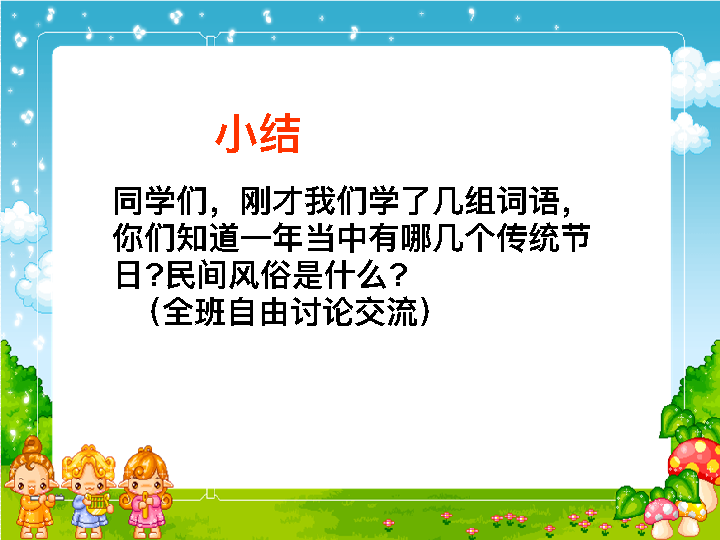 小结
同学们，刚才我们学了几组词语，
你们知道一年当中有哪几个传统节
日?民间风俗是什么?
（全班自由讨论交流）